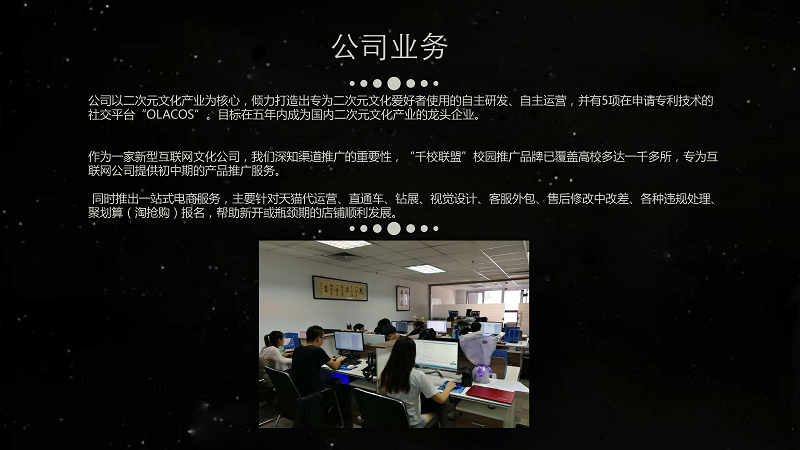 公司业务
公司以二次元文化产业为核心，倾力打造出专为二次元文化爱好者使用的自主研发、自主运营，并有5项在申请专利技术的
社交平台“OLACOS”。目标在五年内成为国内二次元文化产业的龙头企业。
作为一家新型互联网文化公司，我们深知渠道推广的重要性，“千校联盟”校园推广品牌已覆盖高校多达一千多所，专为互
联网公司提供初中期的产品推广服务。
同时推出一站式电商服务，主要针对天猫代运营、直通车、钻展、视觉设计、客服外包、售后修改中改差、各种违规处理、
聚划算（淘抢购）报名，帮助新开或瓶颈期的店铺顺利发展。